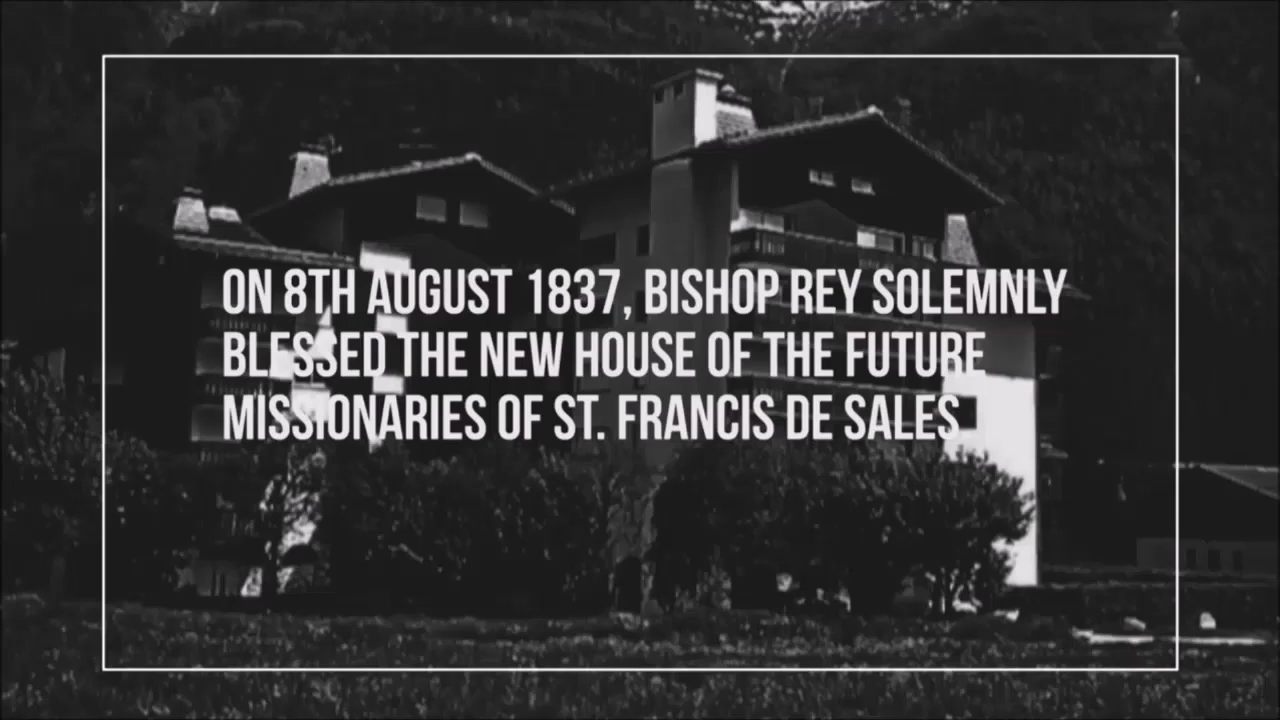 ON 8TH AUGUST 1837, BISHOP REY SOLEMNLY
BLESSED THE NEW HOUSE OF THE FUTURE
MISSIONARIES OF ST. FRANCIS DE SALES